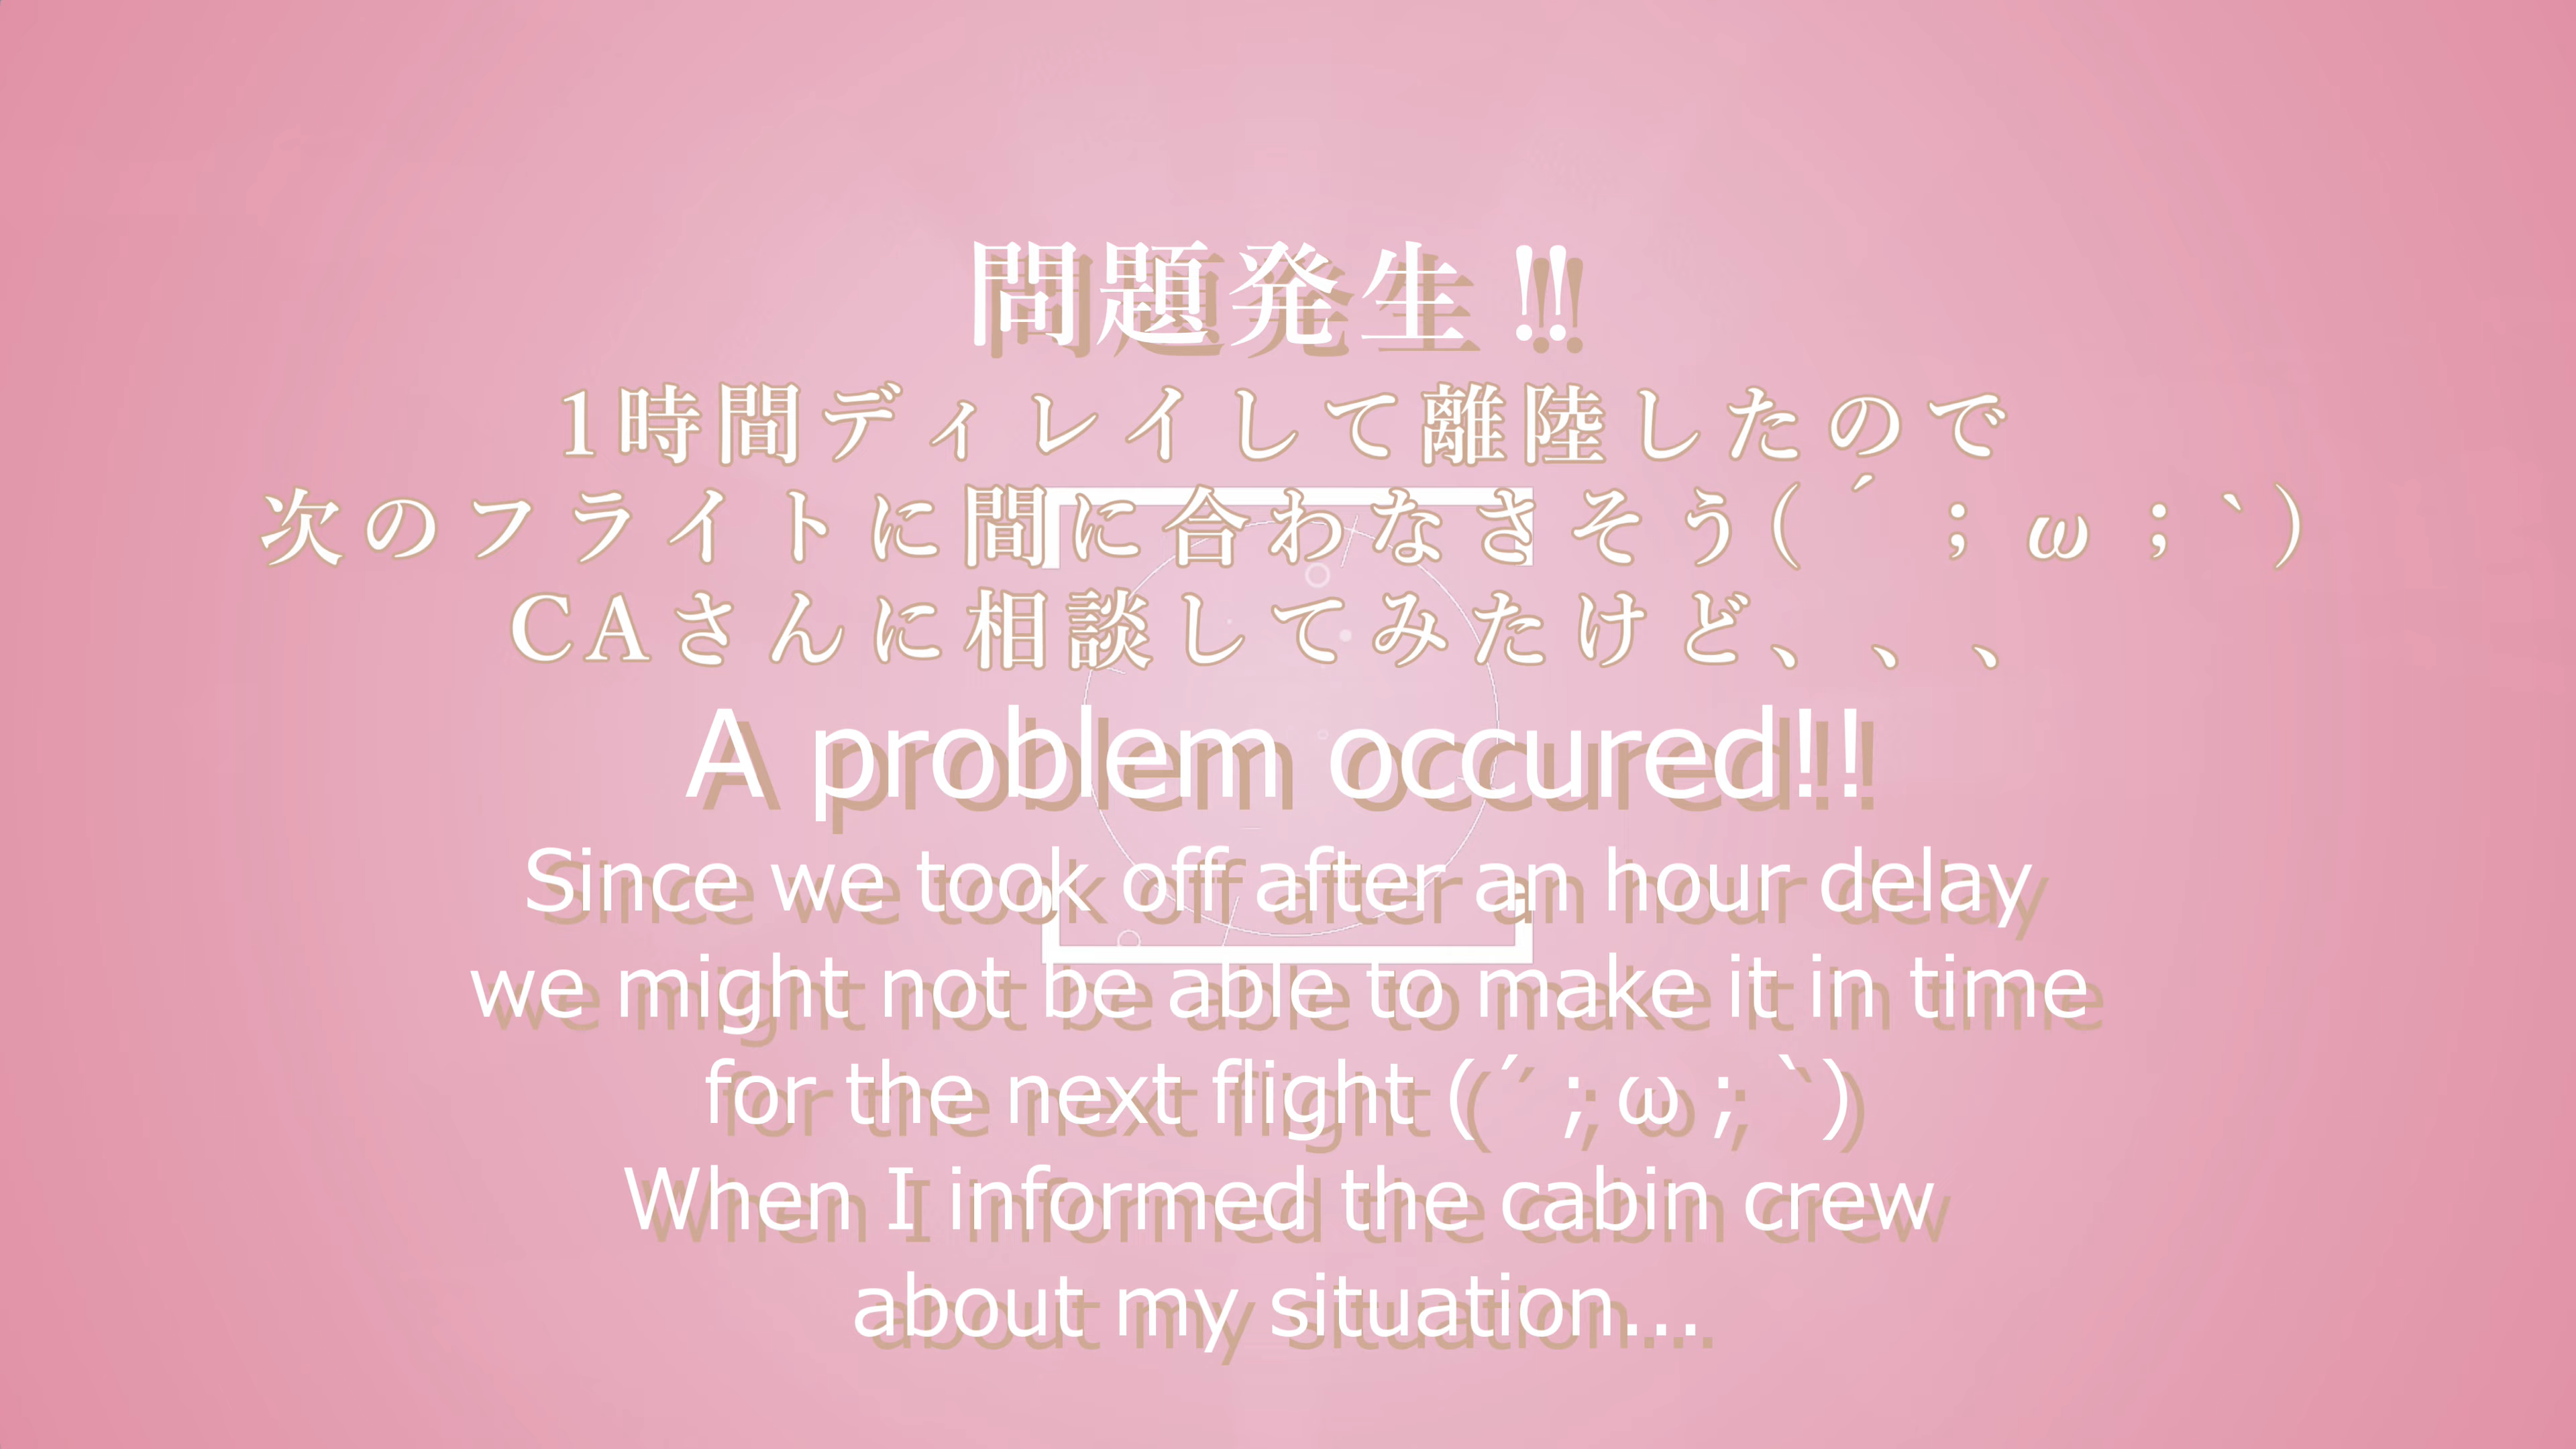 問題発生‼
1時間ディレイして離陸したので
次のフライトに間に合わなさそう(´；ω；`)
CAさんに相談してみたけど、、、
A problem occured!!
Since we took off after an hour delay
we might not be able to make it in time
for the next flight (´；ω；`)
When I informed the cabin crew
about my situation...